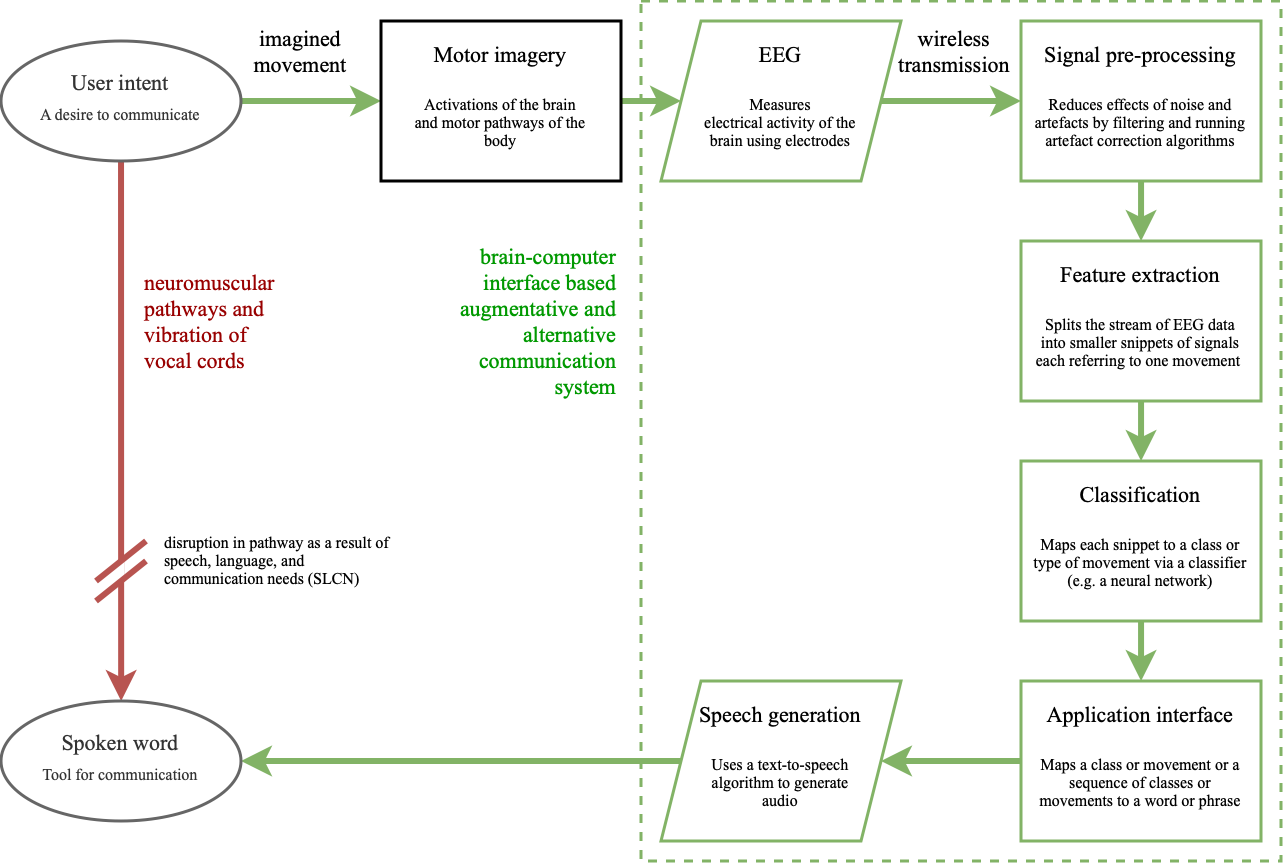 User intent
A desire to communicate
imagined
movement
Motor imagery
Activations of the brain
and motor pathways of the
body
EEG
Measures
electrical activity of the
brain using electrodes
wireless
transmission
Signal pre-processing
Reduces effects of noise and
artefacts by filtering and running
artefact correction algorithms
neuromuscular
pathways and
vibration of
vocal cords
brain-computer
interface based
augmentative and
alternative
communication
system
Feature extraction
Splits the stream of EEG data
into smaller snippets of signals
each referring to one movement
Classification
Maps each snippet to a class or
type of movement via a classifier
(e.g. a neural network)
disruption in pathway as a result of
speech, language, and
communication needs (SLCN)
Application interface
Maps a class or movement or a
sequence of classes or
movements to a word or phrase
Speech generation
Uses a text-to-speech
algorithm to generate
audio
Spoken word
Tool for communication